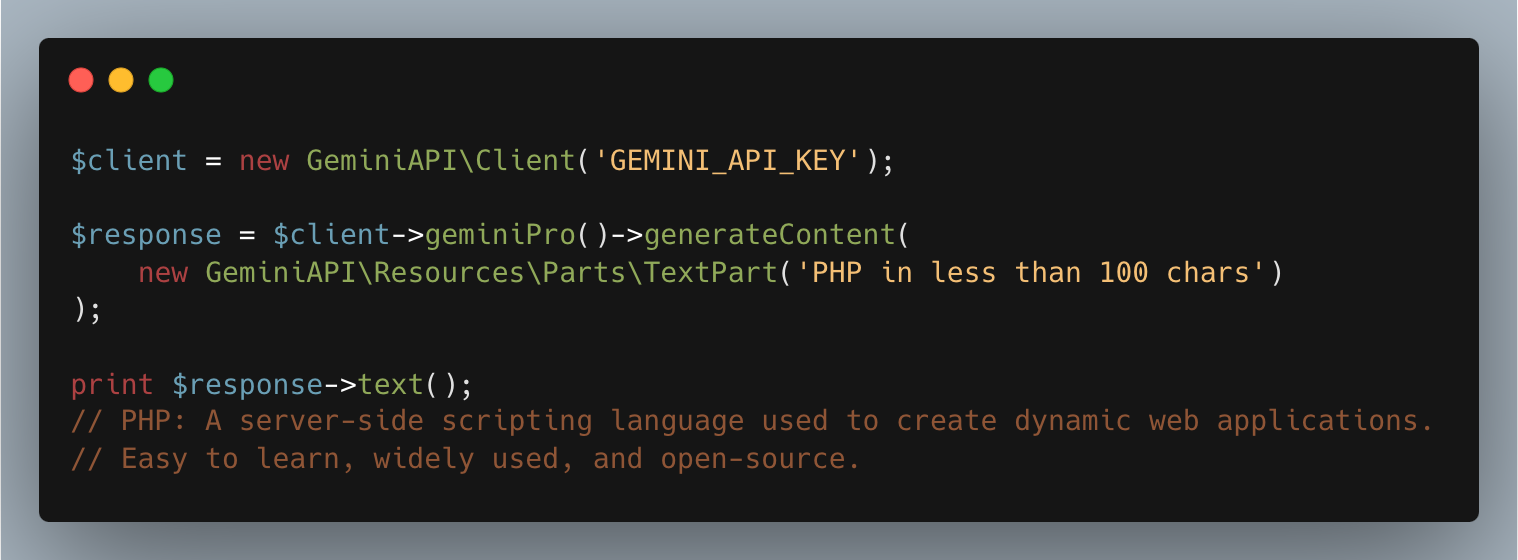 $client = new GeminiAPI\Client('GEMINI_API_KEY');
$response = $client->geminiPro()->generateContent(
    new GeminiAPI\Resources\Parts\TextPart('PHP in less than 100 chars')
);
print $response->text();
// PHP: A server-side scripting language used to create dynamic web applications.
// Easy to learn, widely used, and open-source.